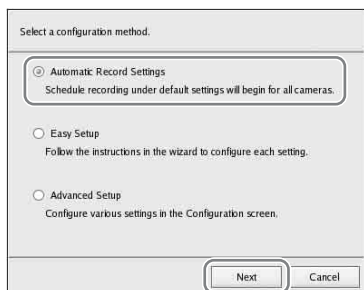 Select a configuration method.
Automatic Record Settings
Schedule recording under default settings will begin for all cameras.
Easy Setup
Follow the instructions in the wizard to configure each setting.
Advanced Setup
Configure various settings in the Configuration screen.
Next
Cancel